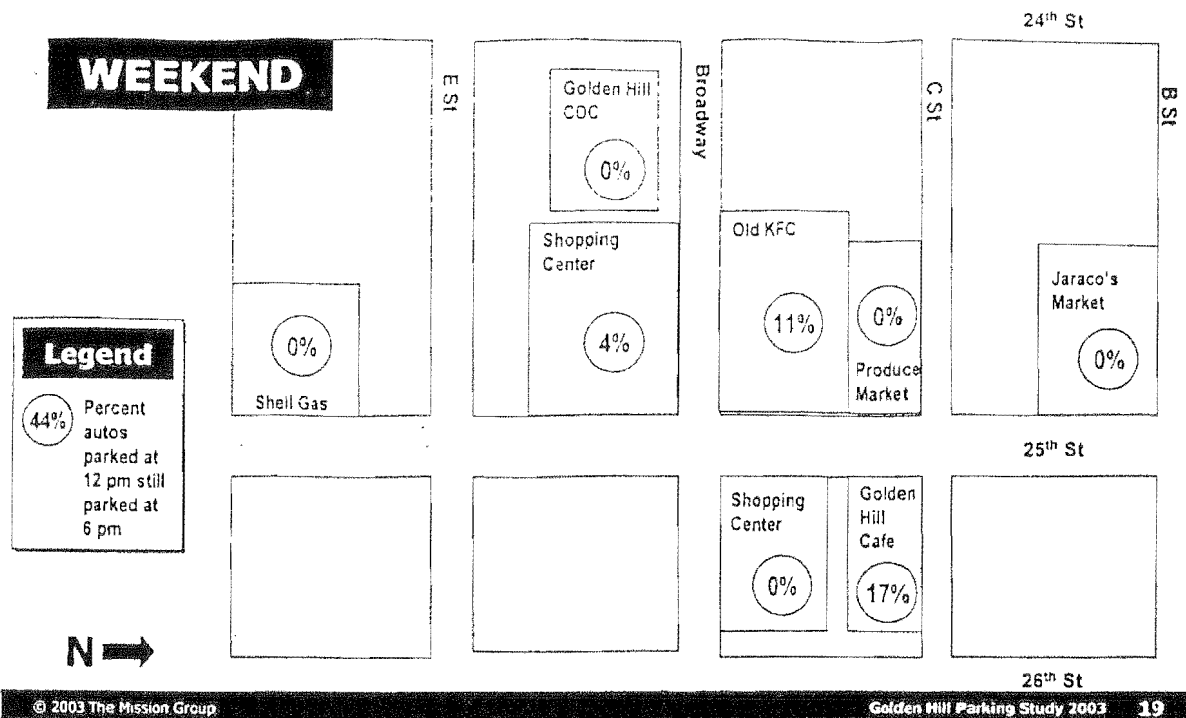 24th St
WEEKEND
E St
Broadway
C St
B St
Golden Hill
CDC
0%
Shopping
Center
4%
Old KFC
11%
0%
Produce
Market
Jaraco's
Market
0%
0%
Shell Gas
Legend
44%
Percent
autos
parked at
12 pm still
parked at
6 pm
25th St
Shopping
Center
0%
Golden
Hill
Cafe
17%
N
26th St
© 2003 The Mission Group
Golden Hill Parking Study 2003
19